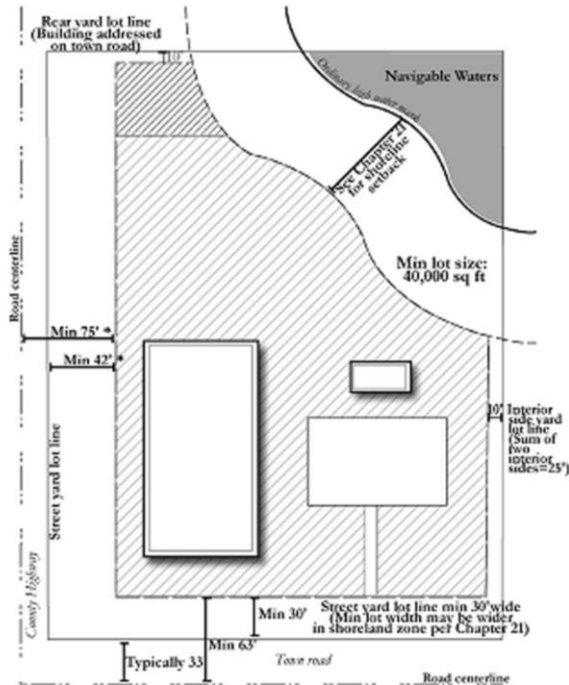 Rear yard lot line
(Building addressed
on town road)
10'
Ordinary high water mark
Navigable Waters
See Chapter 21
for shoreline
setback
Min lot size:
40,000 sq ft
Road centerline
Min 75' *
Min 42' *
10' Interior
side yard
lot line
(Sum of
two
interior
sides=25')
Street yard lot line
County Highway
Min 30'
Street yard lot line min 30'wide
(Min lot width may be wider
in shoreland zone per Chapter 21)
Min 63'
Typically 33
Town road
Road centerline